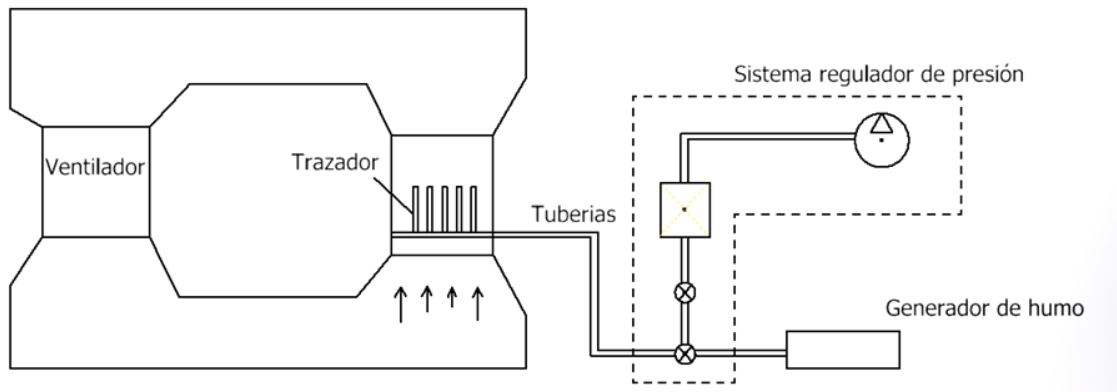 Sistema regulador de presión
Ventilador
Trazador
Tuberias
Generador de humo